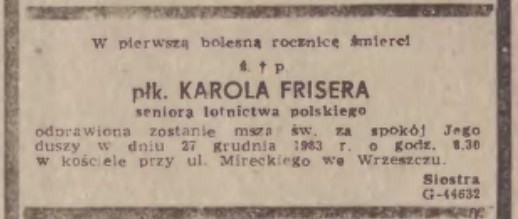 W pierwszą bolesną rocznicę śmierci
ś. † p.
płk. KAROLA FRISERA
seniora lotnictwa polskiego
odprawiona zostanie msza św. za spokój Jego
duszy w dniu 27 grudnia 1983 r. o godz. 8.30
w kościele przy ul. Mireckiego we Wrzeszczu.
Siostra
G-44632